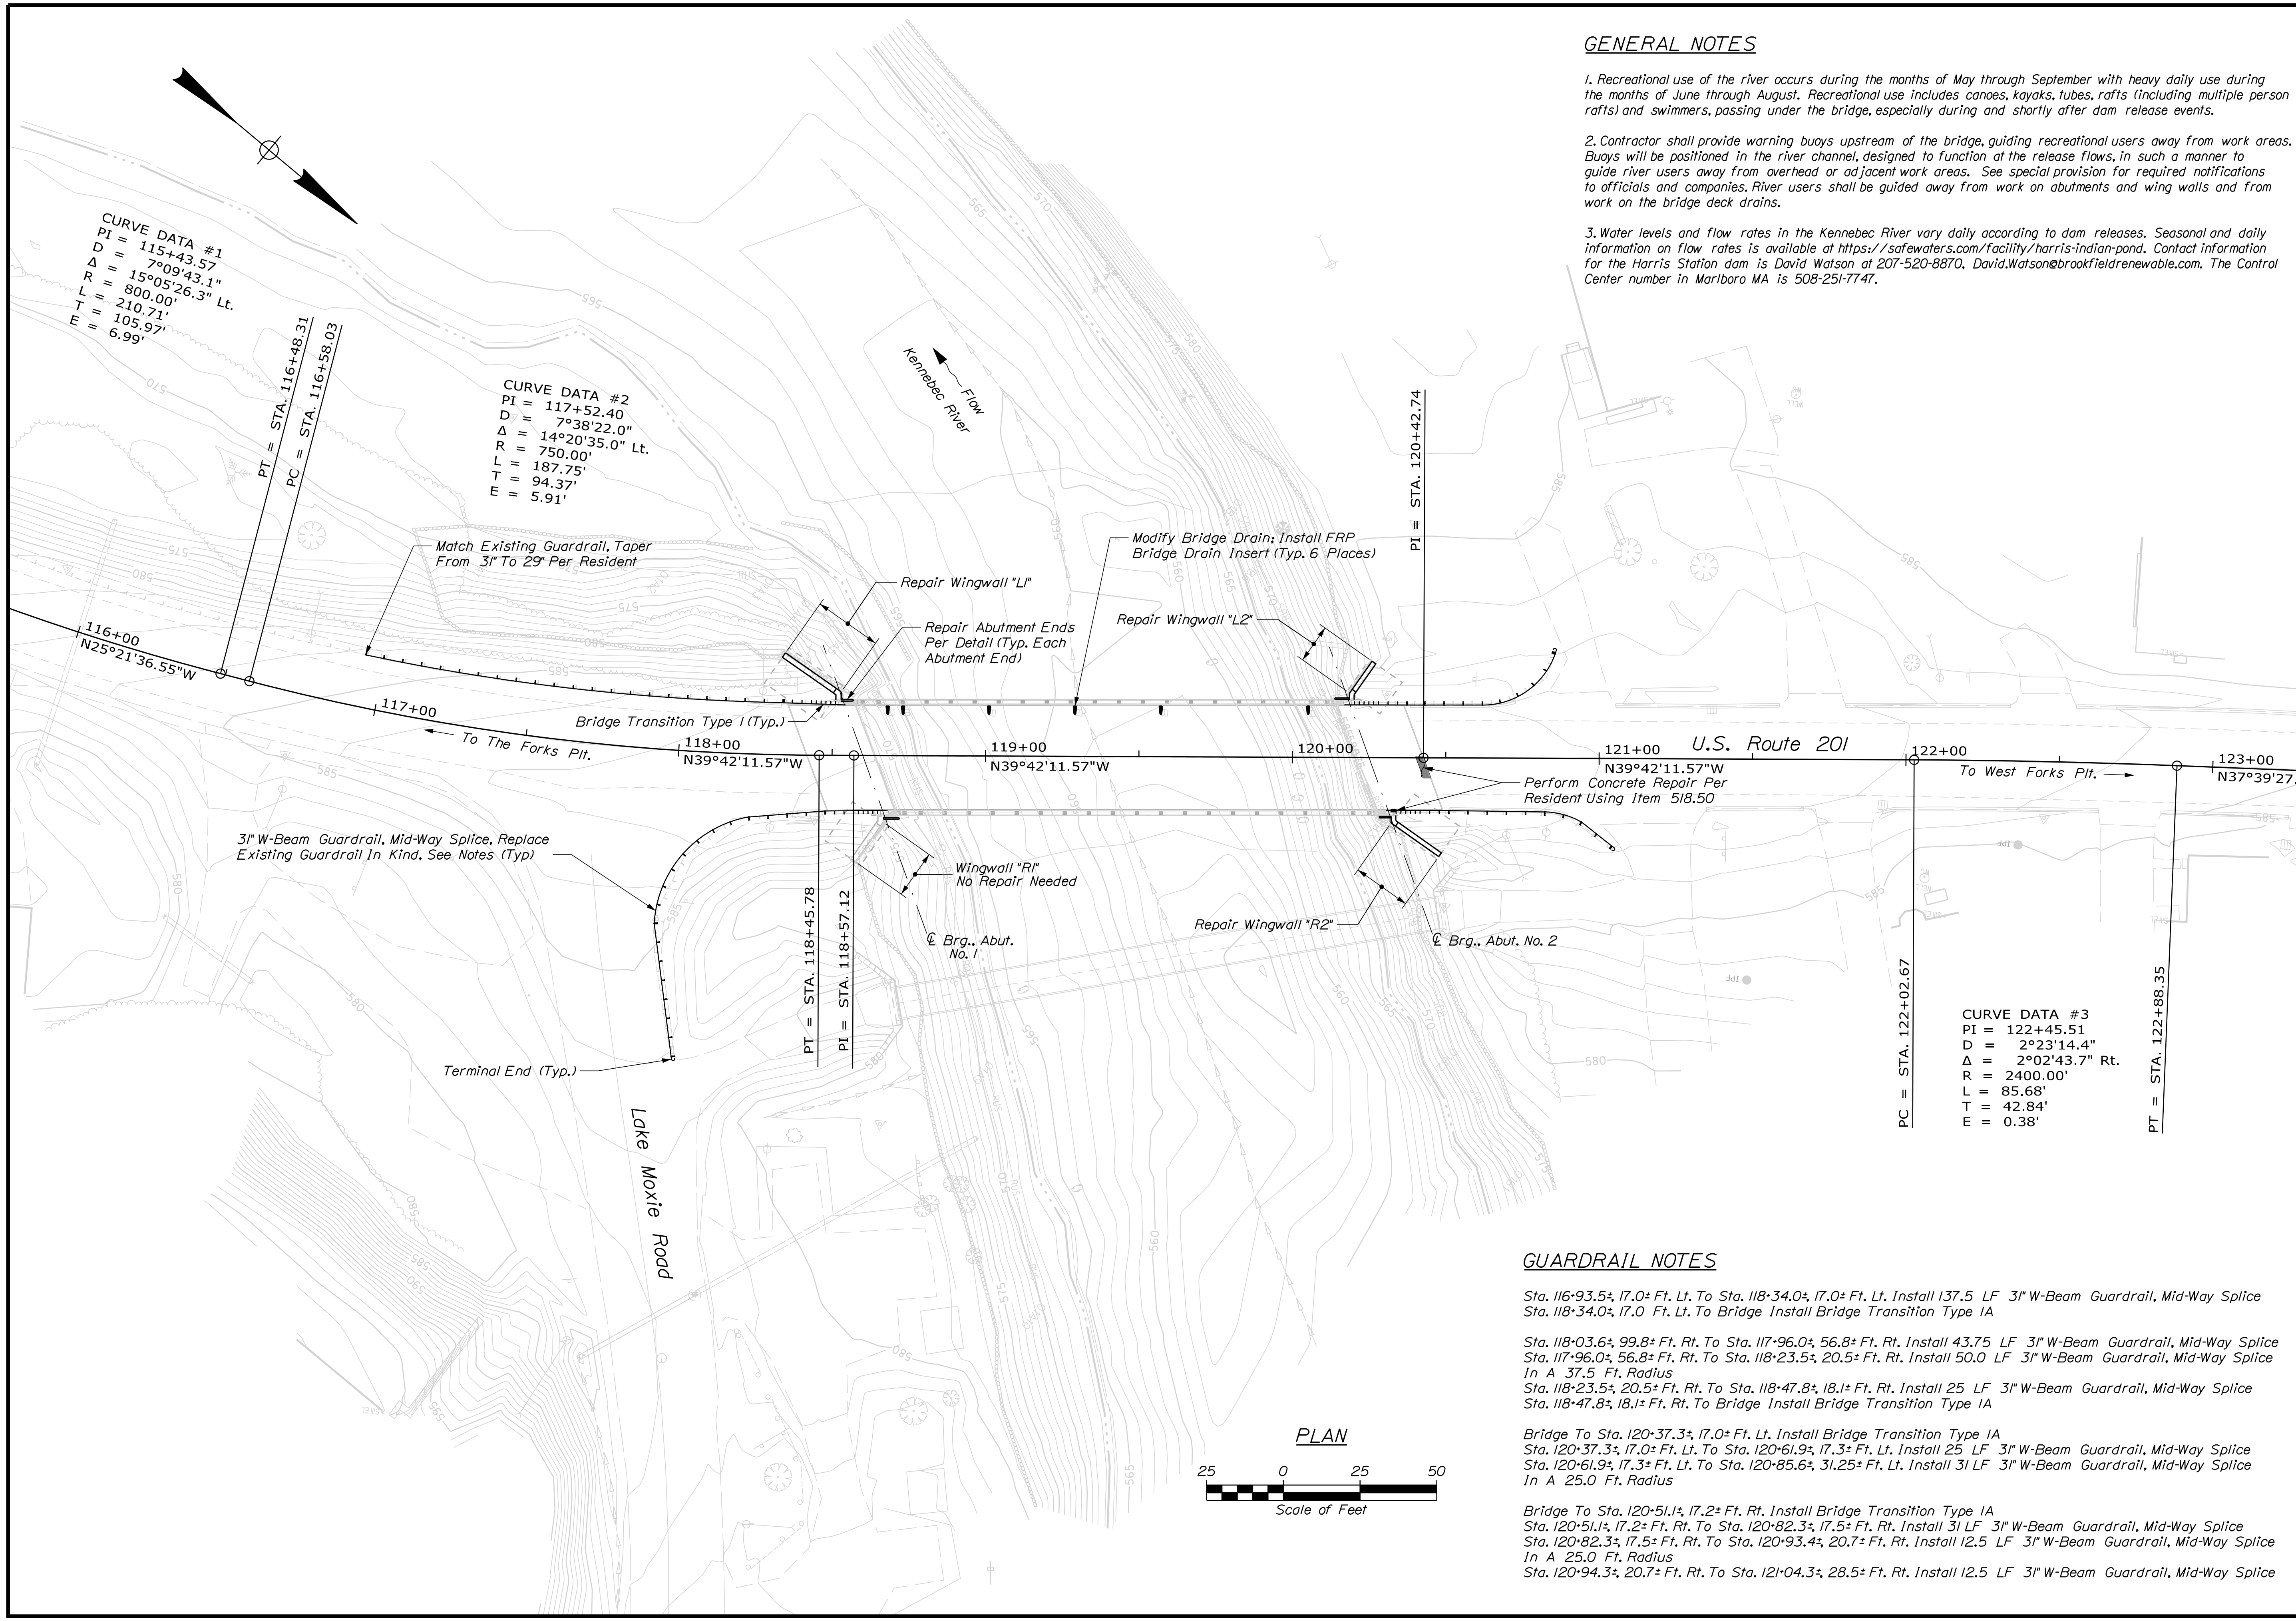 GENERAL NOTES
1. Recreational use of the river occurs during the months of May through September with heavy daily use during
the months of June through August. Recreational use includes canoes, kayaks, tubes, rafts (including multiple person
rafts) and swimmers, passing under the bridge, especially during and shortly after dam release events.
2. Contractor shall provide warning buoys upstream of the bridge, guiding recreational users away from work areas.
Buoys will be positioned in the river channel, designed to function at the release flows, in such a manner to
guide river users away from overhead or adjacent work areas. See special provision for required notifications
to officials and companies. River users shall be guided away from work on abutments and wing walls and from
work on the bridge deck drains.
3. Water levels and flow rates in the Kennebec River vary daily according to dam releases. Seasonal and daily
information on flow rates is available at https://safewaters.com/facility/harris-indian-pond. Contact information
for the Harris Station dam is David Watson at 207-520-8870, David.Watson@brookfieldrenewable.com. The Control
Center number in Marlboro MA is 508-251-7747.
CURVE DATA #1
PI = 115+43.57
D = 7°09'43.1"
Δ = 15°05'26.3" Lt.
R = 800.00'
L = 210.71'
T = 105.97'
E = 6.99'
PT = STA. 116+48.31
PC = STA. 116+58.03
CURVE DATA #2
PI = 117+52.40
D = 7°38'22.0"
Δ = 14°20'35.0" Lt.
R = 750.00'
L = 187.75'
T = 94.37'
E = 5.91'
Flow
Kennebec River
PI = STA. 120+42.74
Match Existing Guardrail, Taper
From 31" To 29" Per Resident
Modify Bridge Drain: Install FRP
Bridge Drain Insert (Typ. 6 Places)
Repair Wingwall "L1"
Repair Wingwall "L2"
Repair Abutment Ends
Per Detail (Typ. Each
Abutment End)
Bridge Transition Type 1 (Typ.)
116+00
N25°21'36.55"W
117+00
To The Forks Plt.
118+00
N39°42'11.57"W
119+00
N39°42'11.57"W
120+00
121+00
N39°42'11.57"W
U.S. Route 201
122+00
To West Forks Plt.
123+00
N37°39'27.
Perform Concrete Repair Per
Resident Using Item 518.50
31" W-Beam Guardrail, Mid-Way Splice, Replace
Existing Guardrail In Kind, See Notes (Typ)
Wingwall "R1"
No Repair Needed
Repair Wingwall "R2"
℄ Brg., Abut.
No. 1
℄ Brg., Abut. No. 2
PT = STA. 118+45.78
PI = STA. 118+57.12
Terminal End (Typ.)
Lake Moxie Road
PC = STA. 122+02.67
PT = STA. 122+88.35
CURVE DATA #3
PI = 122+45.51
D = 2°23'14.4"
Δ = 2°02'43.7" Rt.
R = 2400.00'
L = 85.68'
T = 42.84'
E = 0.38'
GUARDRAIL NOTES
Sta. 116+93.5±, 17.0± Ft. Lt. To Sta. 118+34.0±, 17.0± Ft. Lt. Install 137.5 LF 31" W-Beam Guardrail, Mid-Way Splice
Sta. 118+34.0±, 17.0 Ft. Lt. To Bridge Install Bridge Transition Type 1A
Sta. 118+03.6±, 99.8± Ft. Rt. To Sta. 117+96.0±, 56.8± Ft. Rt. Install 43.75 LF 31" W-Beam Guardrail, Mid-Way Splice
Sta. 117+96.0±, 56.8± Ft. Rt. To Sta. 118+23.5±, 20.5± Ft. Rt. Install 50.0 LF 31" W-Beam Guardrail, Mid-Way Splice
In A 37.5 Ft. Radius
Sta. 118+23.5±, 20.5± Ft. Rt. To Sta. 118+47.8±, 18.1± Ft. Rt. Install 25 LF 31" W-Beam Guardrail, Mid-Way Splice
Sta. 118+47.8±, 18.1± Ft. Rt. To Bridge Install Bridge Transition Type 1A
Bridge To Sta. 120+37.3±, 17.0± Ft. Lt. Install Bridge Transition Type 1A
Sta. 120+37.3±, 17.0± Ft. Lt. To Sta. 120+61.9±, 17.3± Ft. Lt. Install 25 LF 31" W-Beam Guardrail, Mid-Way Splice
Sta. 120+61.9±, 17.3± Ft. Lt. To Sta. 120+85.6±, 31.25± Ft. Lt. Install 31 LF 31" W-Beam Guardrail, Mid-Way Splice
In A 25.0 Ft. Radius
Bridge To Sta. 120+51.1±, 17.2± Ft. Rt. Install Bridge Transition Type 1A
Sta. 120+51.1±, 17.2± Ft. Rt. To Sta. 120+82.3±, 17.5± Ft. Rt. Install 31 LF 31" W-Beam Guardrail, Mid-Way Splice
Sta. 120+82.3±, 17.5± Ft. Rt. To Sta. 120+93.4±, 20.7± Ft. Rt. Install 12.5 LF 31" W-Beam Guardrail, Mid-Way Splice
In A 25.0 Ft. Radius
Sta. 120+94.3±, 20.7± Ft. Rt. To Sta. 121+04.3±, 28.5± Ft. Rt. Install 12.5 LF 31" W-Beam Guardrail, Mid-Way Splice
PLAN
25 0 25 50
Scale of Feet